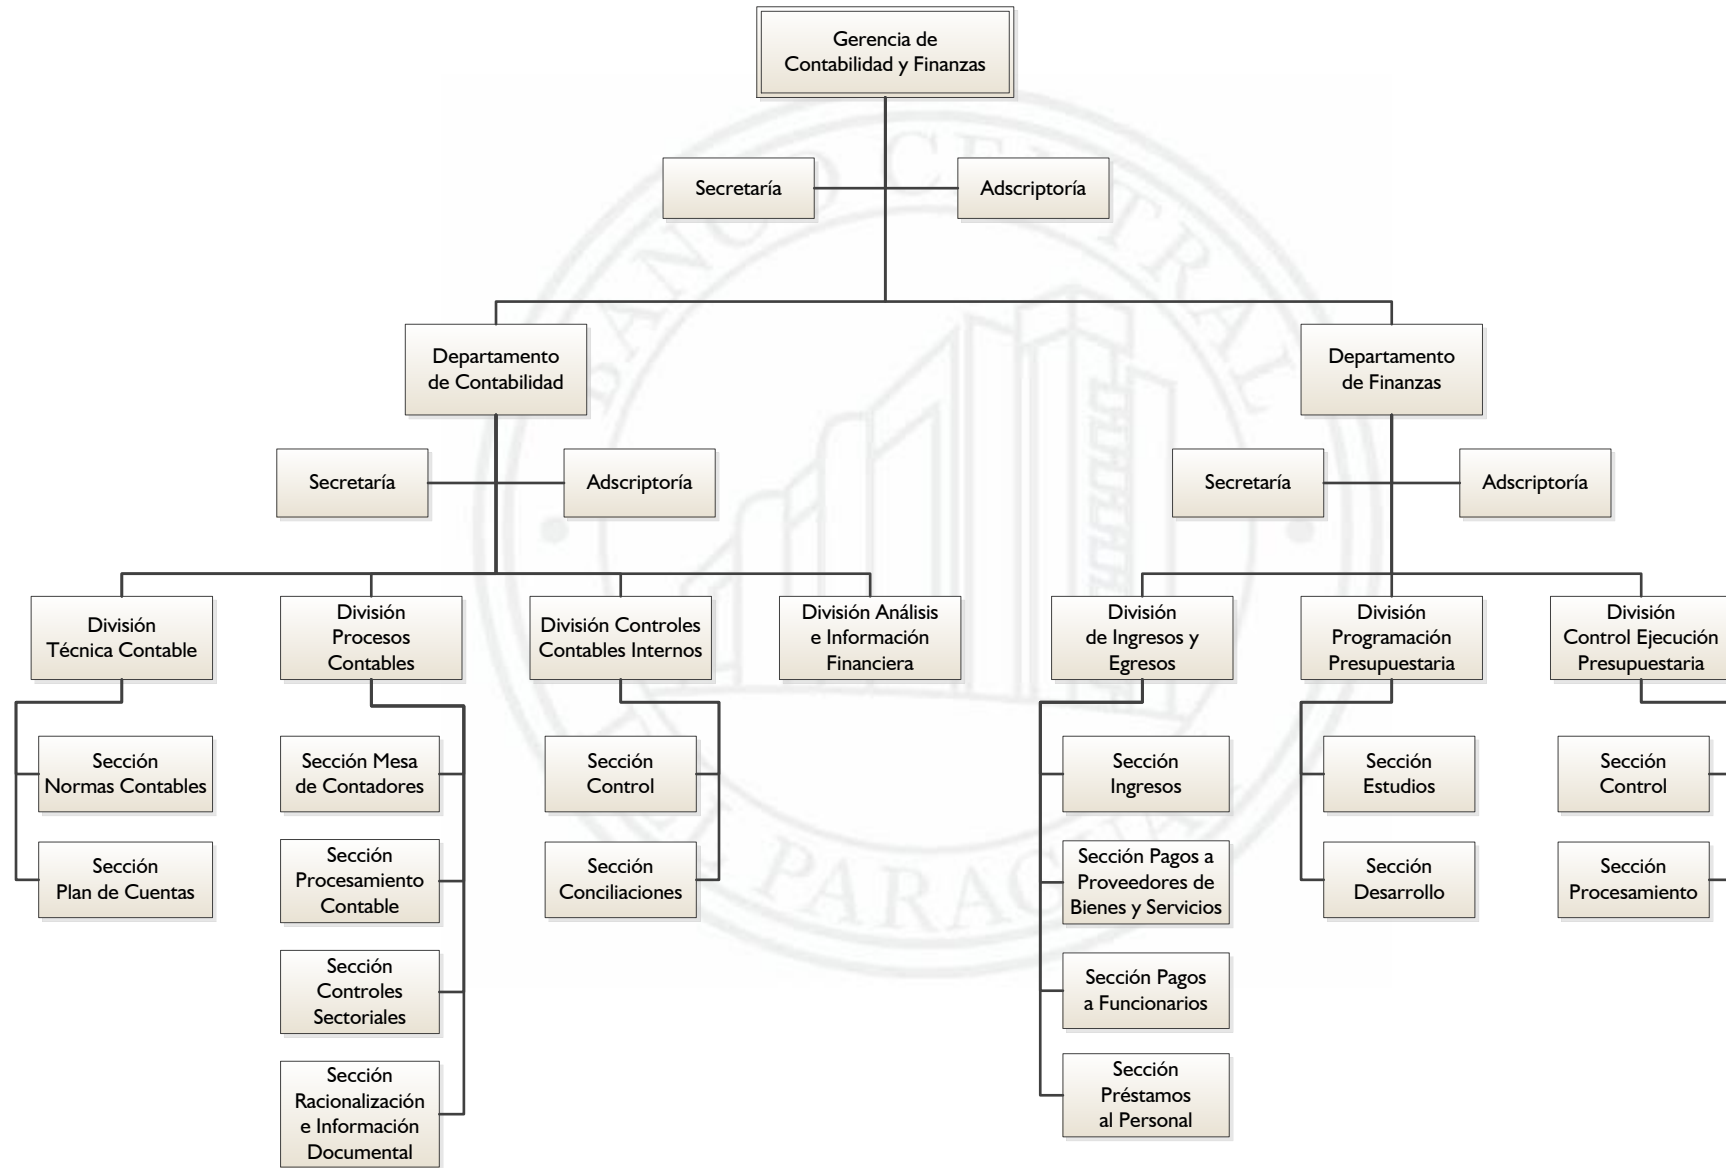 Gerencia de
Contabilidad y Finanzas
Secretaría
Adscriptoría
Departamento
de Contabilidad
Departamento
de Finanzas
Secretaría
Adscriptoría
Secretaría
Adscriptoría
División
Técnica Contable
División
Procesos
Contables
División Controles
Contables Internos
División Análisis
e Información
Financiera
División
de Ingresos y
Egresos
División
Programación
Presupuestaria
División
Control Ejecución
Presupuestaria
Sección
Normas Contables
Sección Mesa
de Contadores
Sección
Control
Sección
Ingresos
Sección
Estudios
Sección
Control
Sección
Plan de Cuentas
Sección
Procesamiento
Contable
Sección
Conciliaciones
Sección Pagos a
Proveedores de
Bienes y Servicios
Sección
Desarrollo
Sección
Procesamiento
Sección
Controles
Sectoriales
Sección Pagos
a Funcionarios
Sección
Racionalización
e Información
Documental
Sección
Préstamos
al Personal
BANCO CENTRAL
DEL PARAGUAY